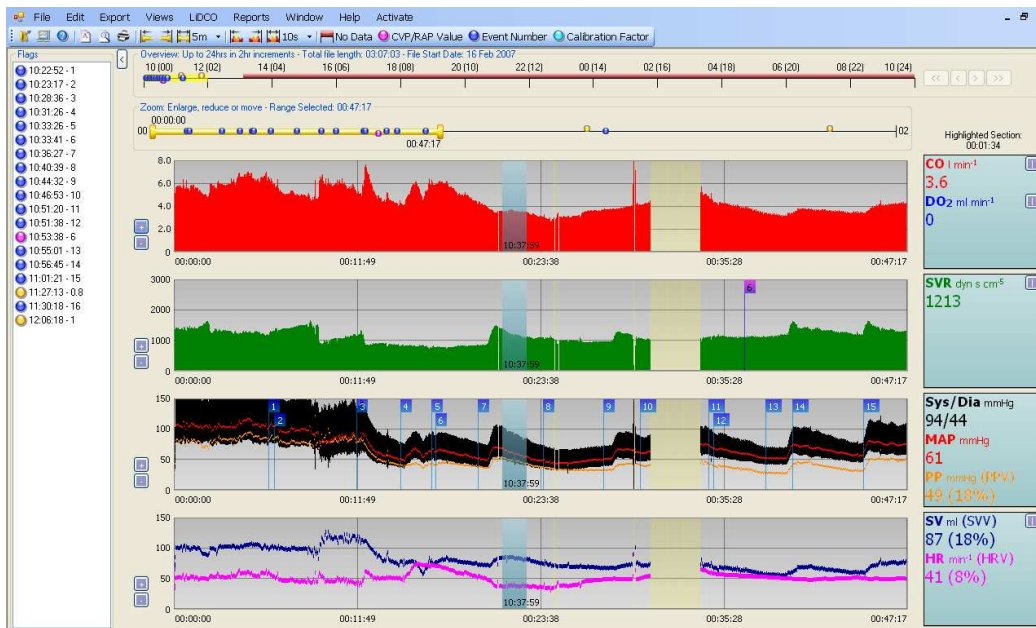 File Edit Export Views LiDCO Reports Window Help Activate
5m 10s No Data CVP/RAP Value Event Number Calibration Factor
Flags
10:22:52 - 1
10:23:17 - 2
10:28:36 - 3
10:31:26 - 4
10:33:26 - 5
10:33:41 - 6
10:36:27 - 7
10:40:39 - 8
10:44:32 - 9
10:46:53 - 10
10:51:20 - 11
10:51:38 - 12
10:53:38 - 6
10:55:01 - 13
10:56:45 - 14
11:01:21 - 15
11:27:13 - 0.8
11:30:18 - 16
12:06:18 - 1
Overview: Up to 24hrs in 2hr increments - Total file length: 03:07:03 - File Start Date: 16 Feb 2007
10 (00) 12 (02) 14 (04) 16 (06) 18 (08) 20 (10) 22 (12) 00 (14) 02 (16) 04 (18) 06 (20) 08 (22) 10 (24)
<< < > >>
Zoom: Enlarge, reduce or move - Range Selected: 00:47:17
00:00:00
00 02
00:47:17
Highlighted Section:
00:01:34
8.0
6.0
4.0
2.0
0.0
10:37:59
00:00:00 00:11:49 00:23:38 00:35:28 00:47:17
CO l min-1
3.6
DO2 ml min-1
0
3000
2000
1000
0
6
10:37:59
00:00:00 00:11:49 00:23:38 00:35:28 00:47:17
SVR dyn s cm-5
1213
150
100
50
0
1 3 4 5 7 8 9 10 11 13 14 15
2 6 12
10:37:59
00:00:00 00:11:49 00:23:38 00:35:28 00:47:17
Sys/Dia mmHg
94/44
MAP mmHg
61
PP mmHg (PPV)
49 (18%)
150
100
50
0
10:37:59
00:00:00 00:11:49 00:23:38 00:35:28 00:47:17
SV ml (SVV)
87 (18%)
HR min-1 (HRV)
41 (8%)